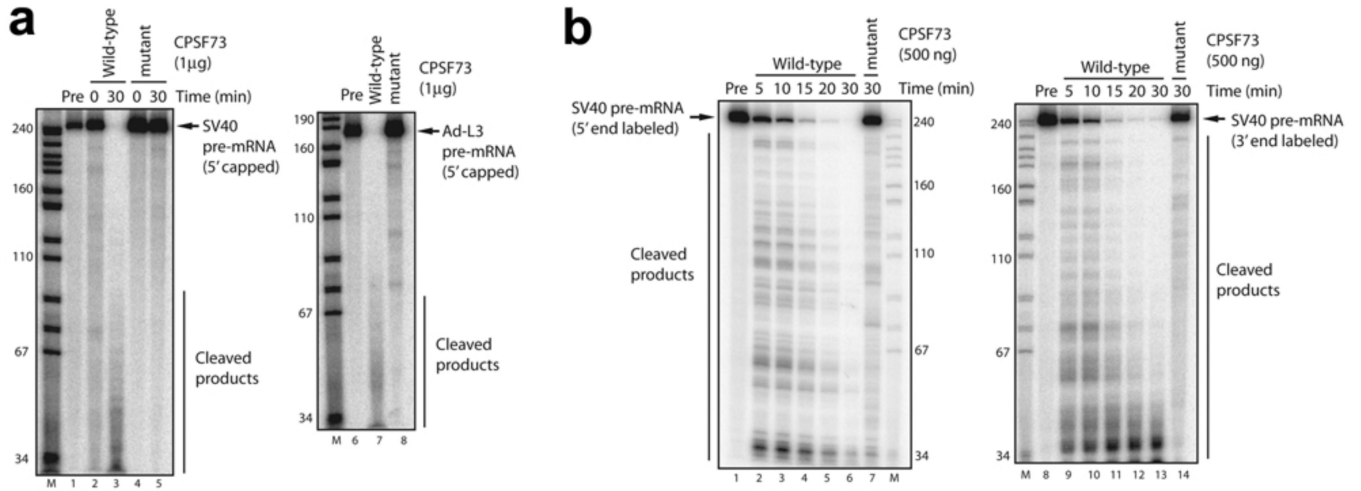 a
Wild-type
mutant
CPSF73
(1μg)
Pre 0 30 0 30 Time (min)
240
160
110
67
34
SV40
pre-mRNA
(5' capped)
Cleaved
products
M 1 2 3 4 5
Pre
Wild-type
mutant
CPSF73
(1μg)
190
160
110
67
34
Ad-L3
pre-mRNA
(5' capped)
Cleaved
products
M 6 7 8
b
Wild-type
mutant
CPSF73
(500 ng)
Pre 5 10 15 20 30 30 Time (min)
SV40 pre-mRNA
(5' end labeled)
Cleaved
products
240
160
110
67
34
1 2 3 4 5 6 7 M
Wild-type
mutant
CPSF73
(500 ng)
Pre 5 10 15 20 30 30 Time (min)
240
160
110
67
34
SV40 pre-mRNA
(3' end labeled)
Cleaved
products
M 8 9 10 11 12 13 14